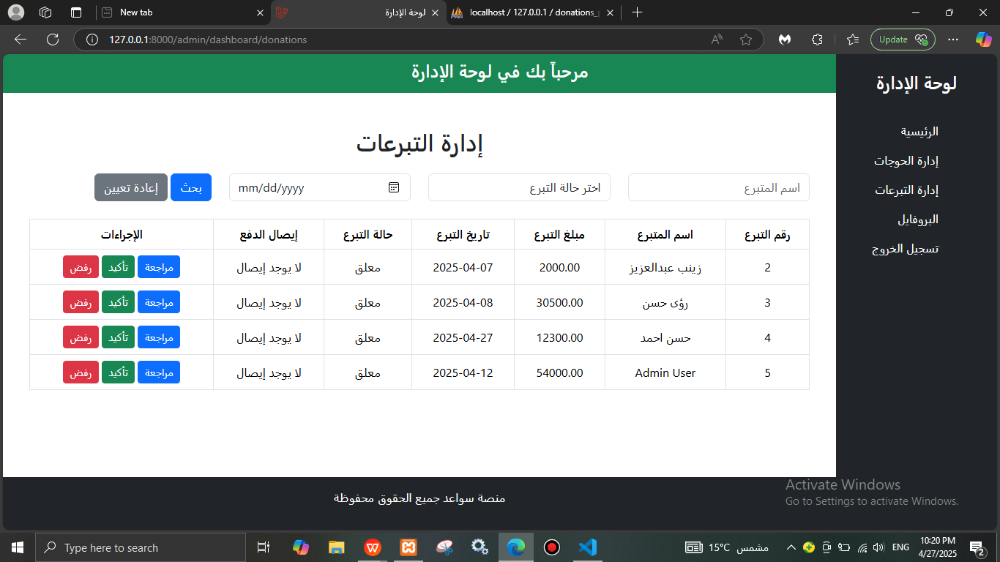 New tab
لوحة الإدارة
localhost / 127.0.0.1 / donations_
127.0.0.1:8000/admin/dashboard/donations
Update
مرحباً بك في لوحة الإدارة
لوحة الإدارة
الرئيسية
إدارة الحوجات
إدارة التبرعات
البروفايل
تسجيل الخروج
إدارة التبرعات
اسم المتبرع
اختر حالة التبرع
mm/dd/yyyy
بحث
إعادة تعيين
رقم التبرع اسم المتبرع مبلغ التبرع تاريخ التبرع حالة التبرع إيصال الدفع الإجراءات
2 زينب عبدالعزيز 2000.00 2025-04-07 معلق لا يوجد إيصال مراجعة تأكيد رفض
3 رؤى حسن 30500.00 2025-04-08 معلق لا يوجد إيصال مراجعة تأكيد رفض
4 حسن احمد 12300.00 2025-04-27 معلق لا يوجد إيصال مراجعة تأكيد رفض
5 Admin User 54000.00 2025-04-12 معلق لا يوجد إيصال مراجعة تأكيد رفض
منصة سواعد جميع الحقوق محفوظة
Activate Windows
Go to Settings to activate Windows.
Type here to search
15°C مشمس
ENG
10:20 PM
4/27/2025
2